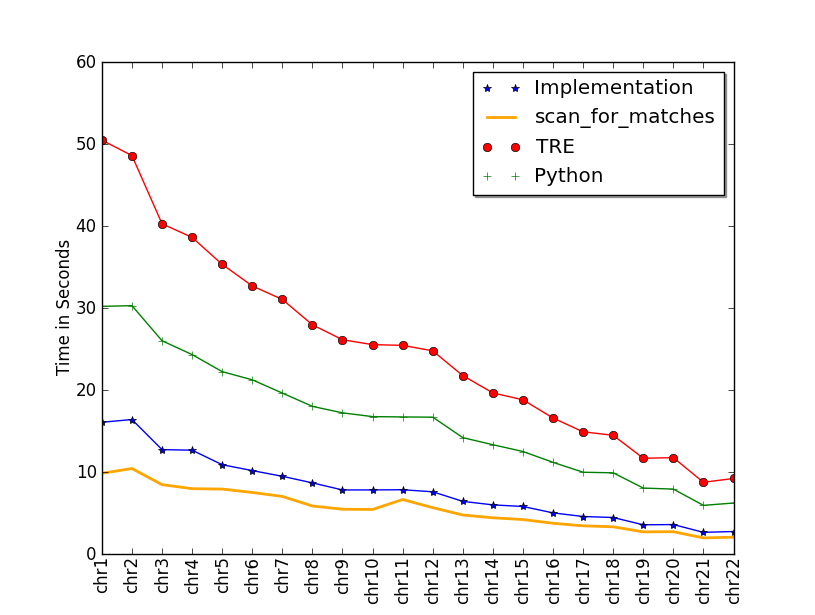 60
50
40
30
20
10
0
Time in Seconds
Implementation
scan_for_matches
TRE
Python
chr1
chr2
chr3
chr4
chr5
chr6
chr7
chr8
chr9
chr10
chr11
chr12
chr13
chr14
chr15
chr16
chr17
chr18
chr19
chr20
chr21
chr22